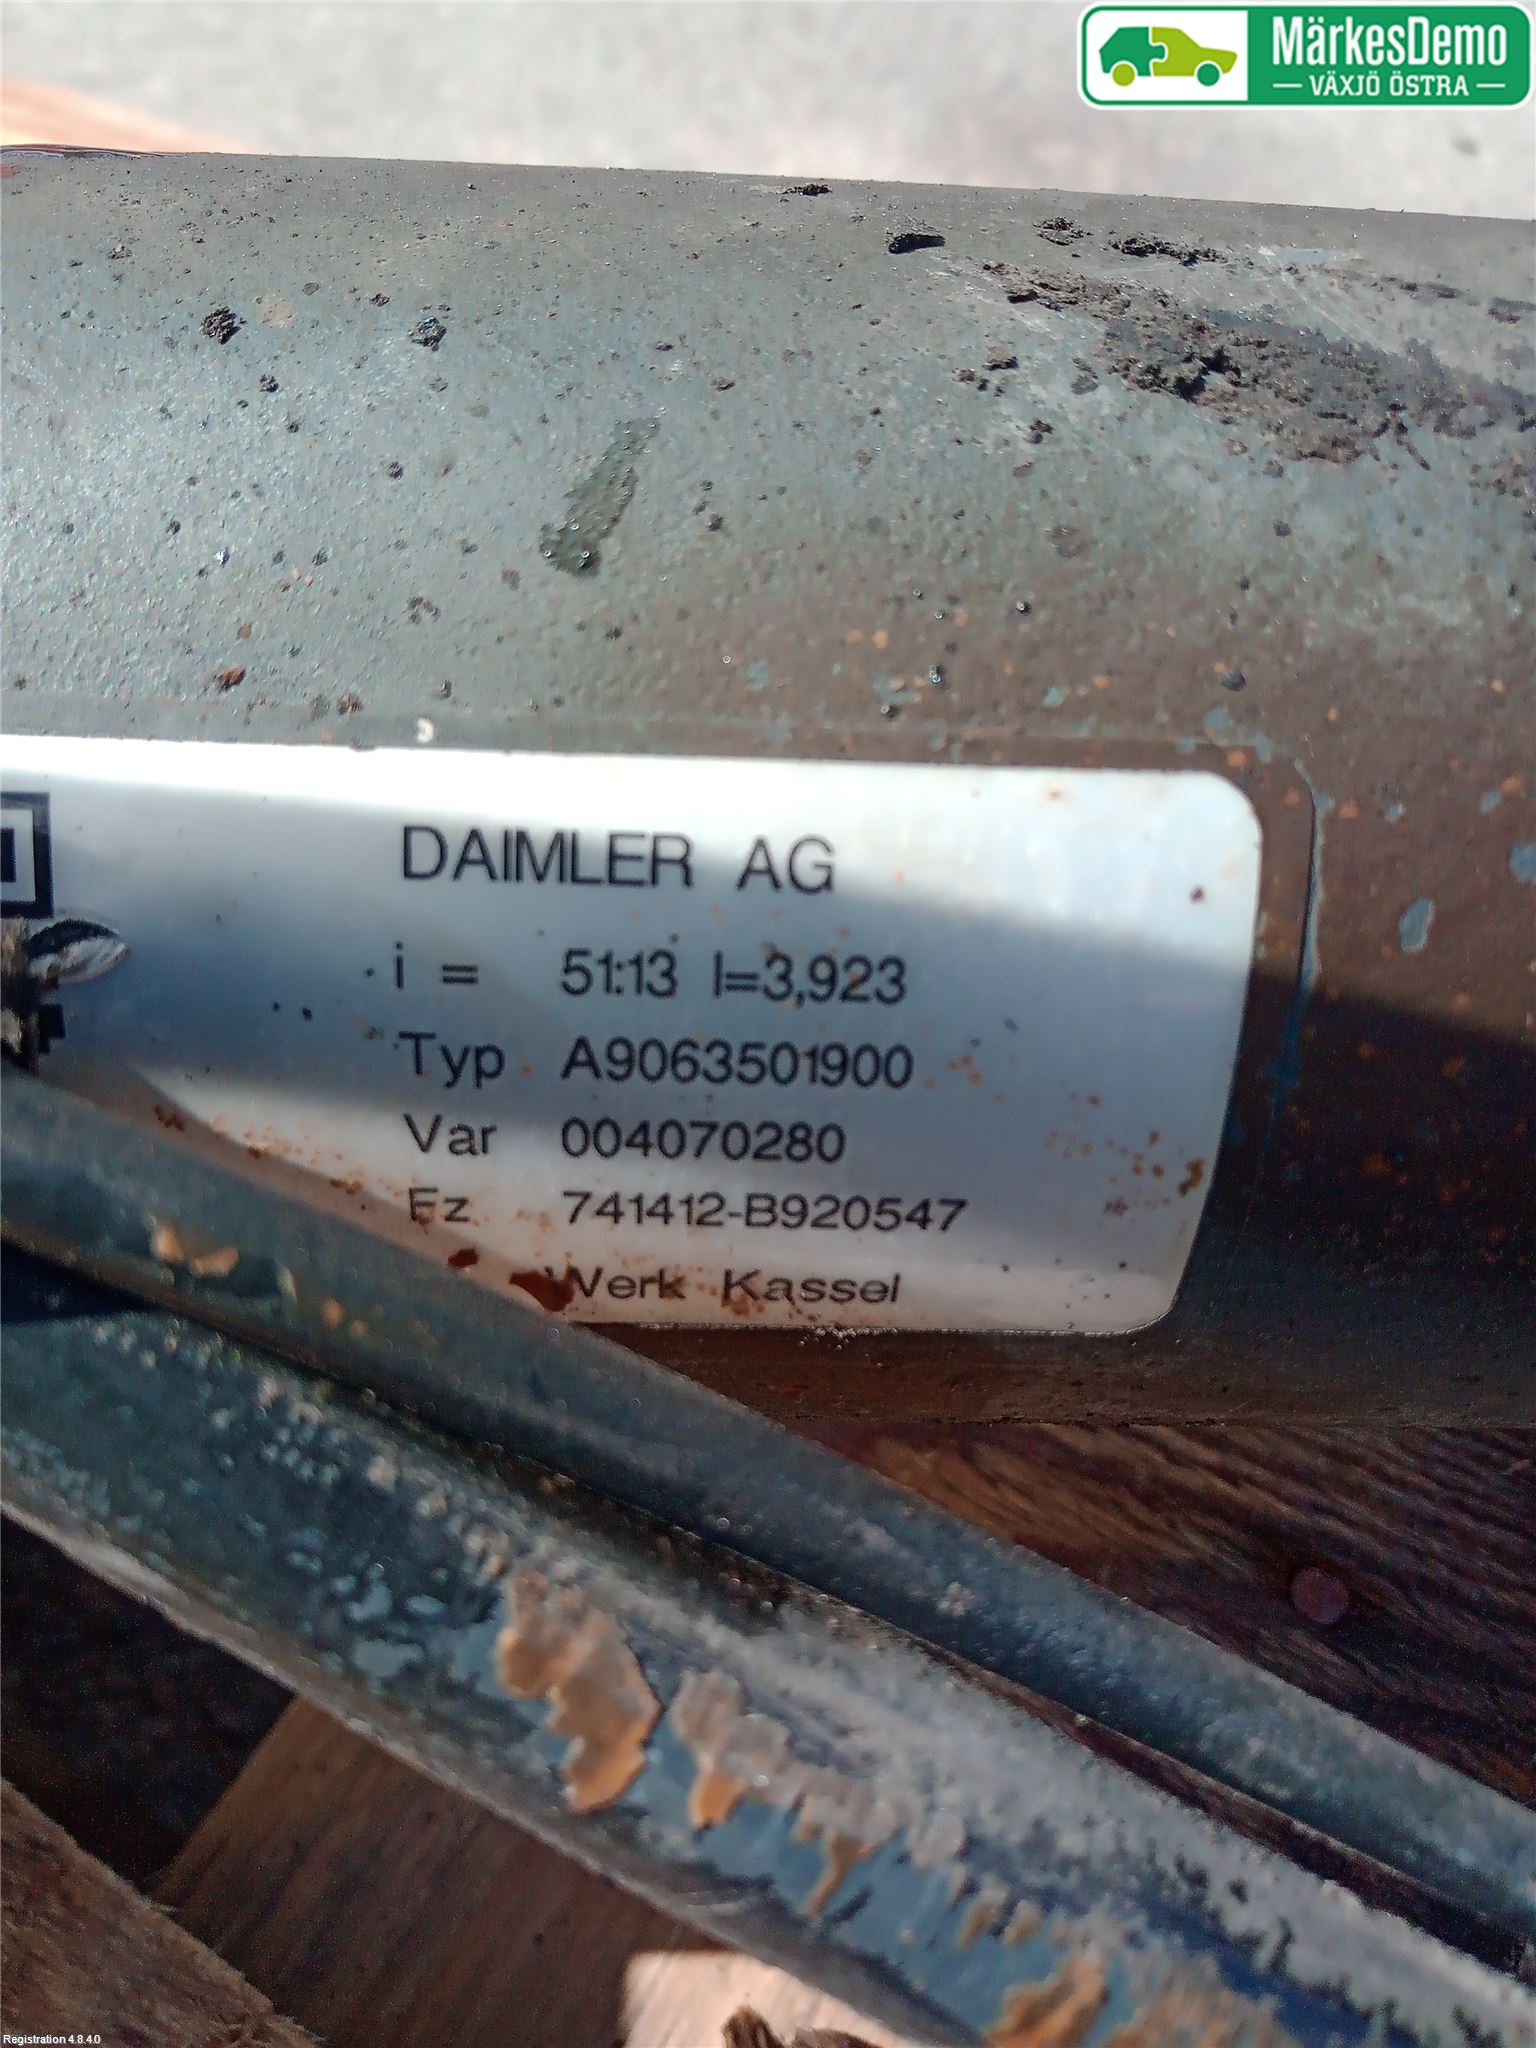 MärkesDemo
VÄXJÖ ÖSTRA
DAIMLER AG
i = 51:13 I=3,923
Typ A9063501900
Var 004070280
Ez 741412-B920547
Werk Kassel
Registration 4.8.4.0